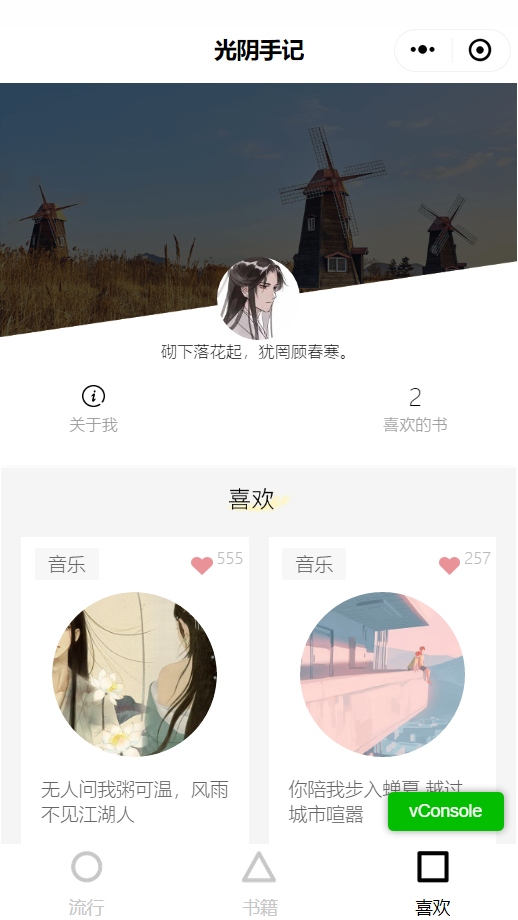 光阴手记
砌下落花起，犹罔顾春寒。
2
关于我
喜欢的书
喜欢
音乐
555
音乐
257
无人问我粥可温，风雨
不见江湖人
你陪我步入蝉夏 越过
城市喧嚣
vConsole
流行
书籍
喜欢